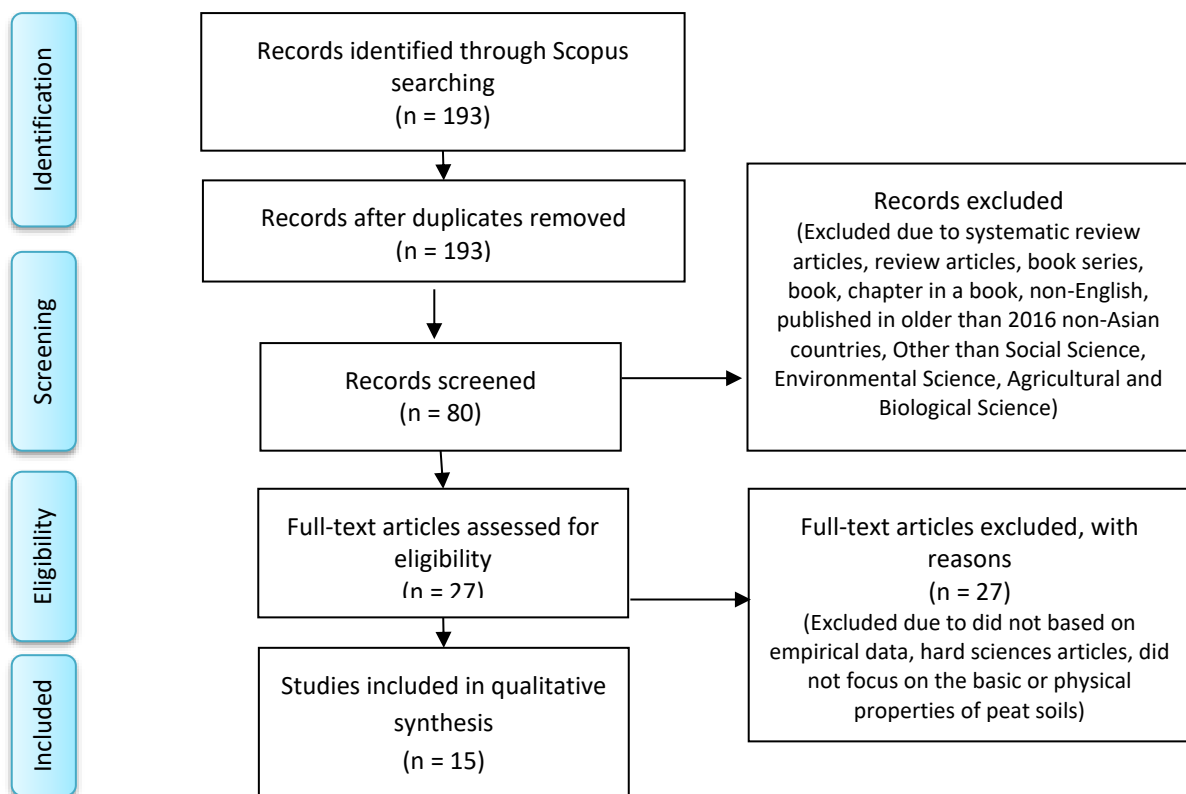 Identification
Records identified through Scopus
searching
(n = 193)
Records after duplicates removed
(n = 193)
Records excluded
(Excluded due to systematic review
articles, review articles, book series,
book, chapter in a book, non-English,
published in older than 2016 non-Asian
countries, Other than Social Science,
Environmental Science, Agricultural and
Biological Science)
Screening
Records screened
(n = 80)
Eligibility
Full-text articles assessed for
eligibility
(n = 27)
Full-text articles excluded, with
reasons
(n = 27)
(Excluded due to did not based on
empirical data, hard sciences articles, did
not focus on the basic or physical
properties of peat soils)
Included
Studies included in qualitative
synthesis
(n = 15)